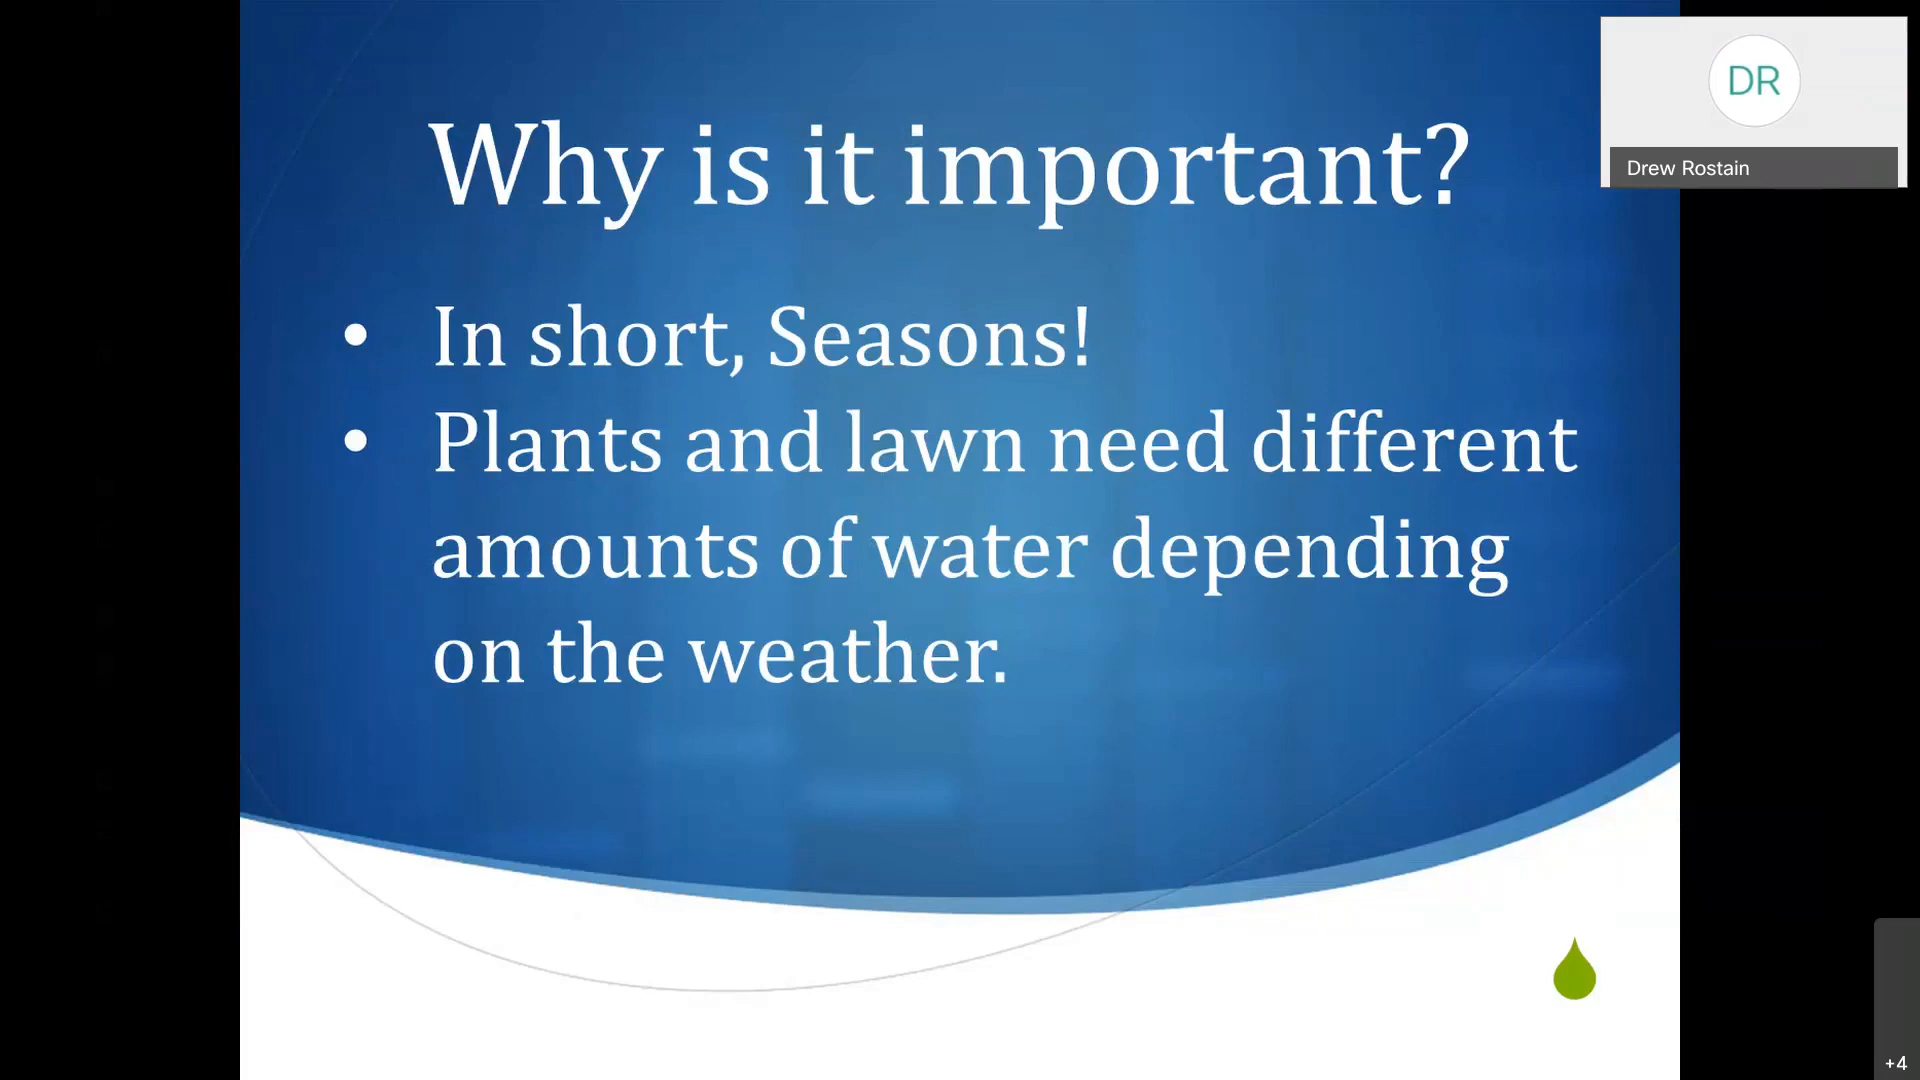 Why is it important?
• In short, Seasons!
• Plants and lawn need different
amounts of water depending
on the weather.
DR
Drew Rostain
+4